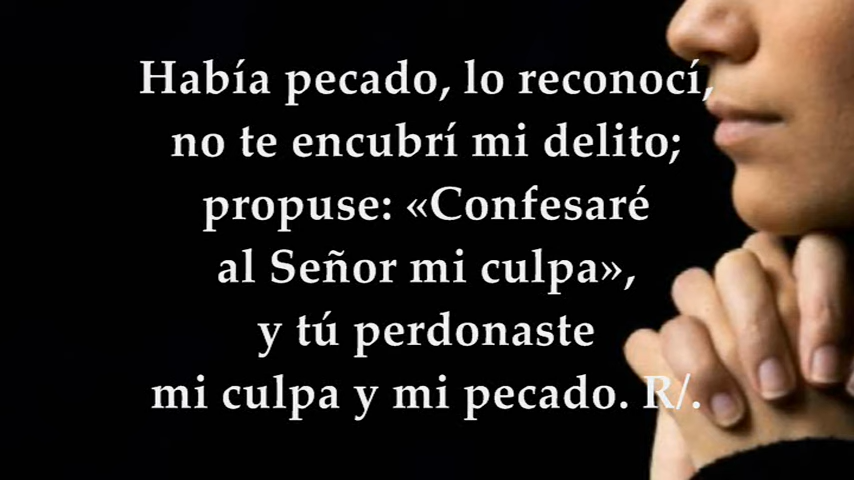 Había pecado, lo reconocí,
no te encubrí mi delito;
propuse: «Confesaré
al Señor mi culpa»,
y tú perdonaste
mi culpa y mi pecado. R/.